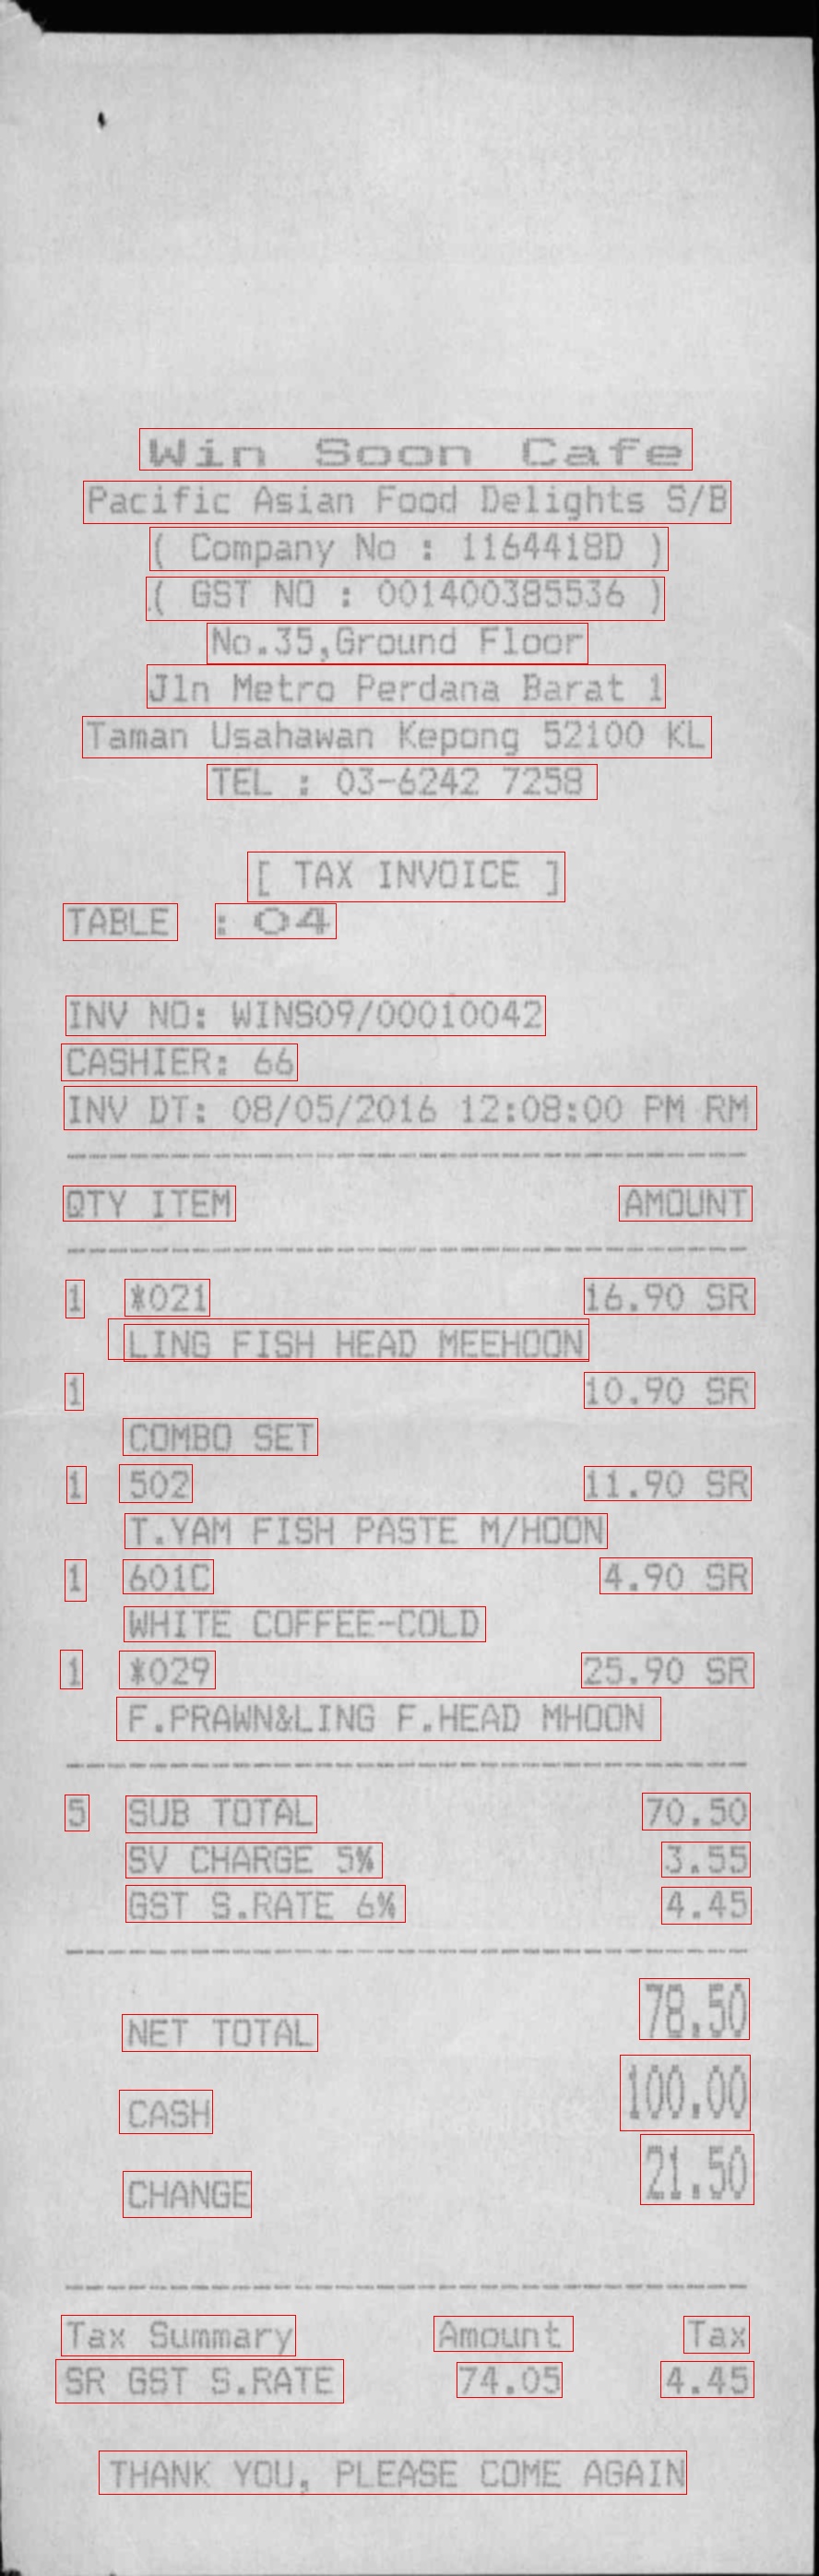 Win Soon Cafe
Pacific Asian Food Delights S/B
( Company No : 1164418D )
( GST NO : 001400385536 )
No.35,Ground Floor
Jln Metro Perdana Barat 1
Taman Usahawan Kepong 52100 KL
TEL : 03-6242 7258
[ TAX INVOICE ]
TABLE : 04
INV NO: WINS09/00010042
CASHIER: 66
INV DT: 08/05/2016 12:08:00 PM RM
QTY ITEM AMOUNT
1 *021 16.90 SR
LING FISH HEAD MEEHOON
1 10.90 SR
COMBO SET
1 502 11.90 SR
T.YAM FISH PASTE M/HOON
1 601C 4.90 SR
WHITE COFFEE-COLD
1 *029 25.90 SR
F.PRAWN&LING F.HEAD MHOON
5 SUB TOTAL 70.50
SV CHARGE 5% 3.55
GST S.RATE 6% 4.45
NET TOTAL 78.50
CASH 100.00
CHANGE 21.50
Tax Summary Amount Tax
SR GST S.RATE 74.05 4.45
THANK YOU, PLEASE COME AGAIN